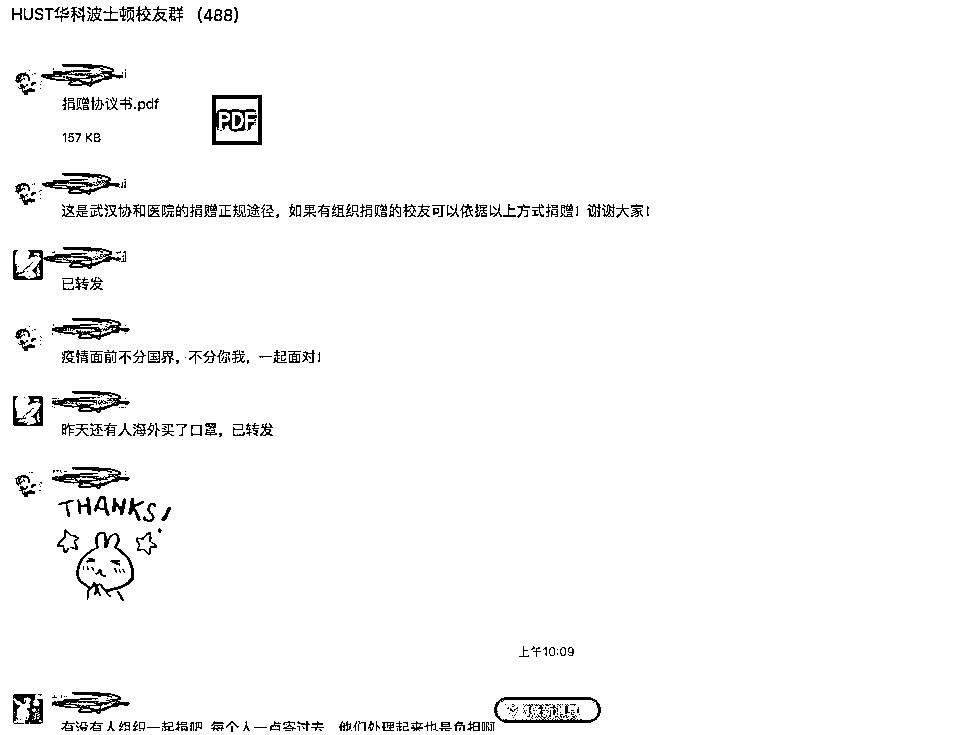 HUST华科波士顿校友群 (488)
捐赠协议书.pdf
PDF
157 KB
这是武汉协和医院的捐赠正规途径，如果有组织捐赠的校友可以依据以上方式捐赠！谢谢大家！
已转发
疫情面前不分国界，不分你我，一起面对！
昨天还有人海外买了口罩，已转发
THANKS!
上午10:09
有没有人组织一起捐吧 每个人一点寄过去，他们处理起来也是负担啊